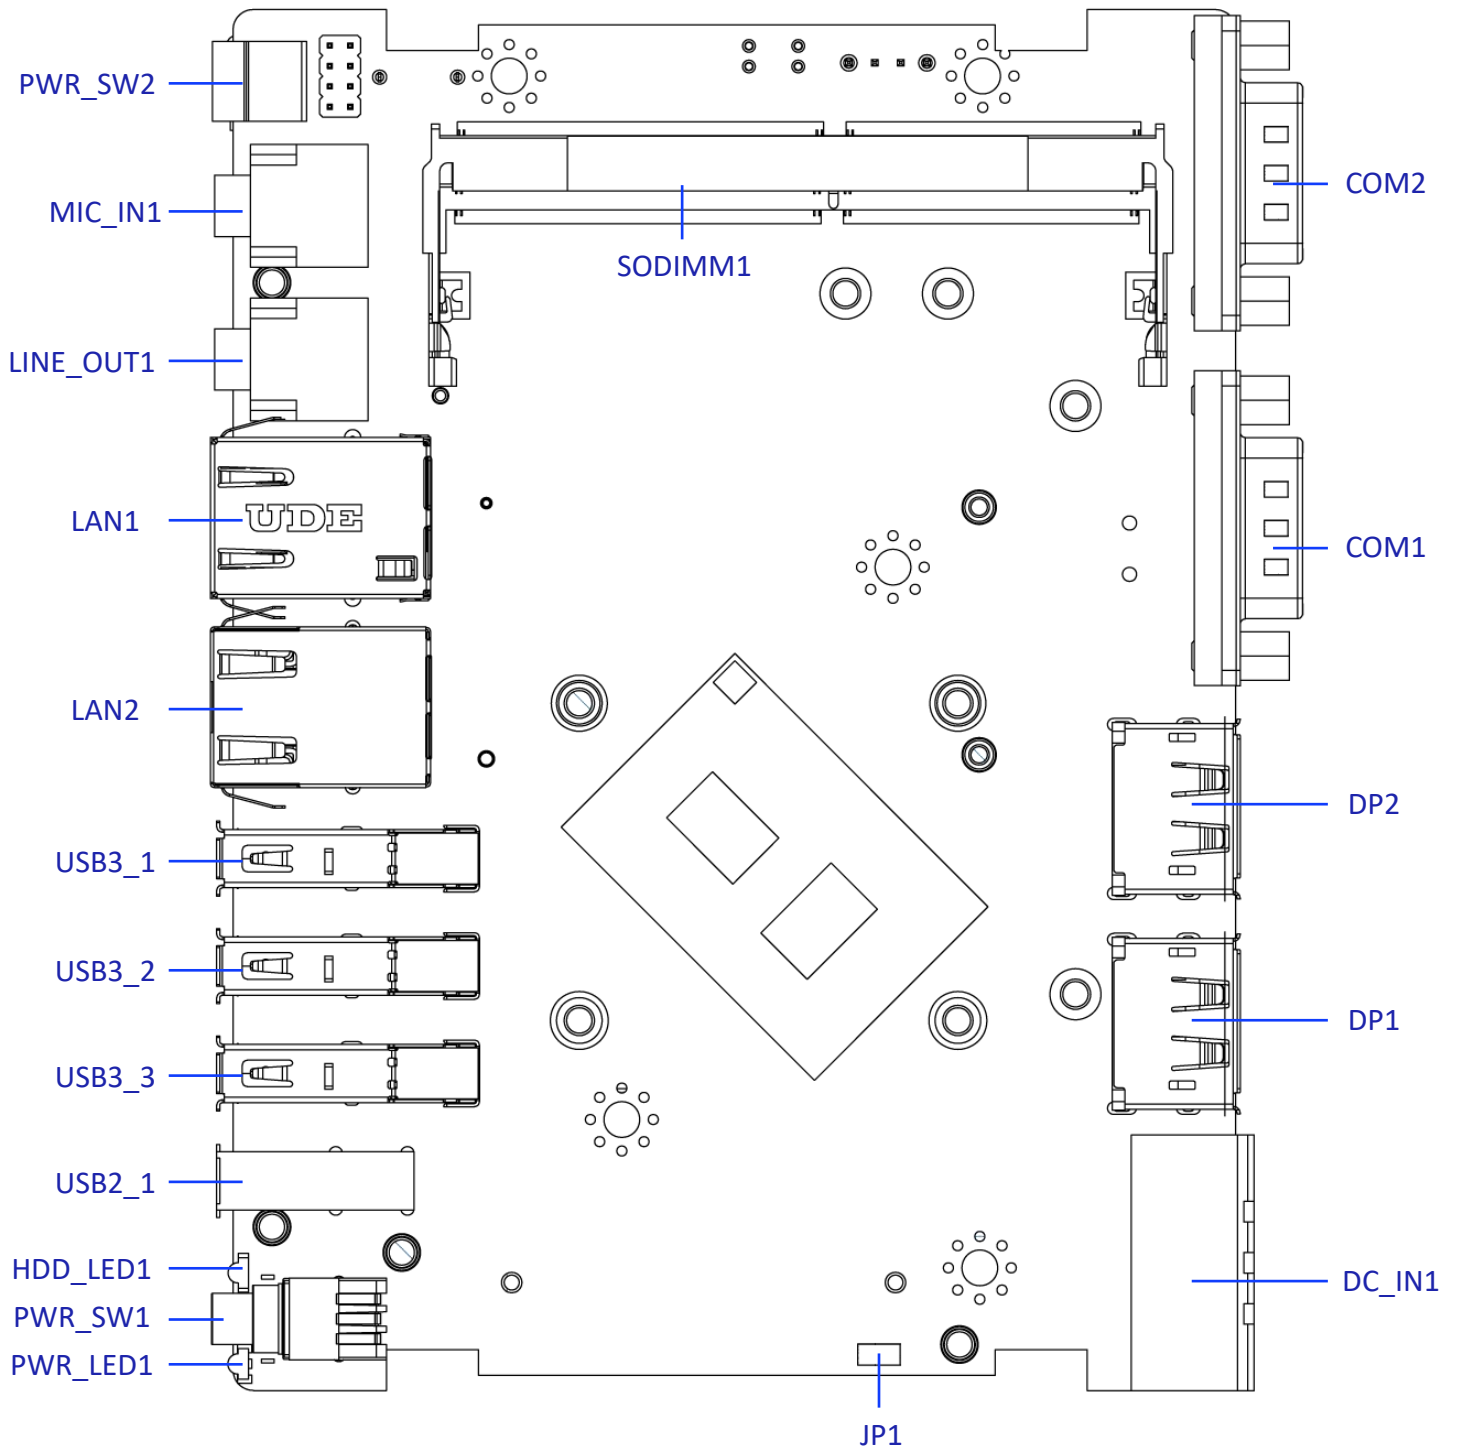 PWR_SW2
MIC_IN1
LINE_OUT1
LAN1
UDE
LAN2
USB3_1
USB3_2
USB3_3
USB2_1
HDD_LED1
PWR_SW1
PWR_LED1
SODIMM1
COM2
COM1
DP2
DP1
DC_IN1
JP1